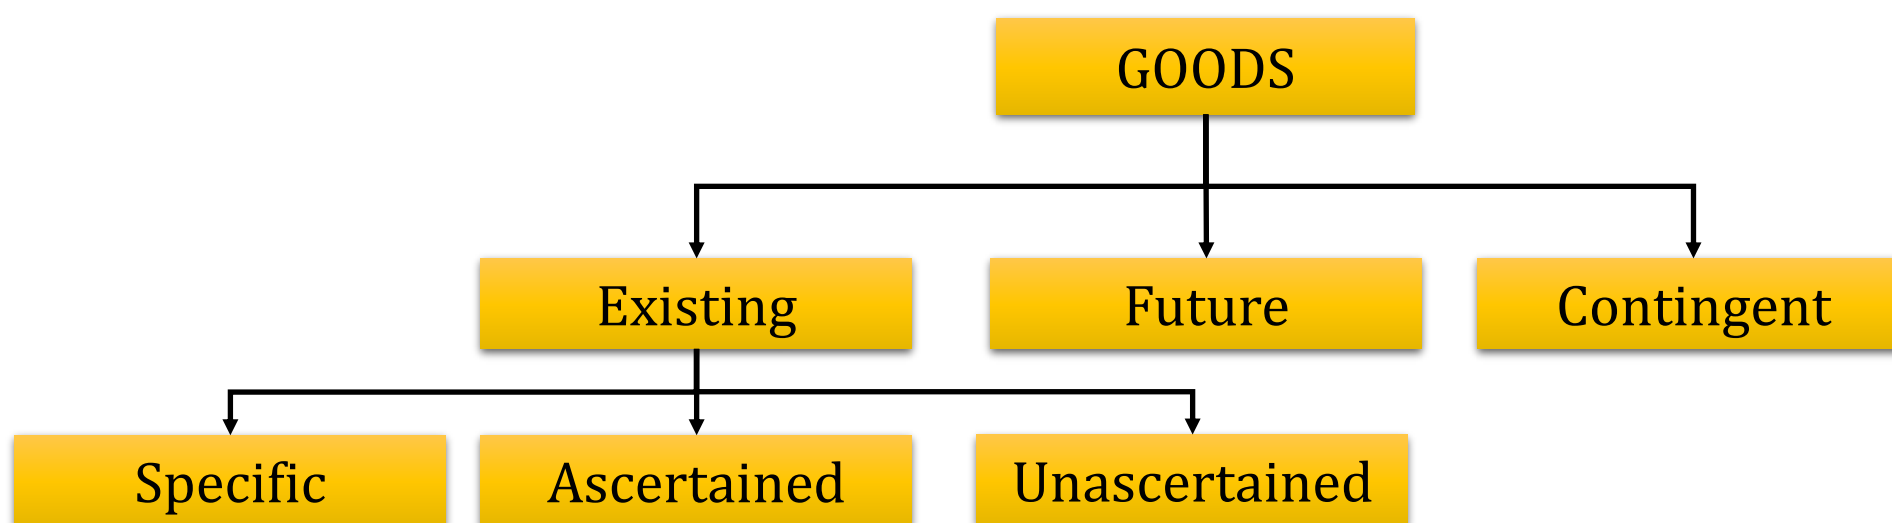 GOODS
Existing
Future
Contingent
Specific
Ascertained
Unascertained